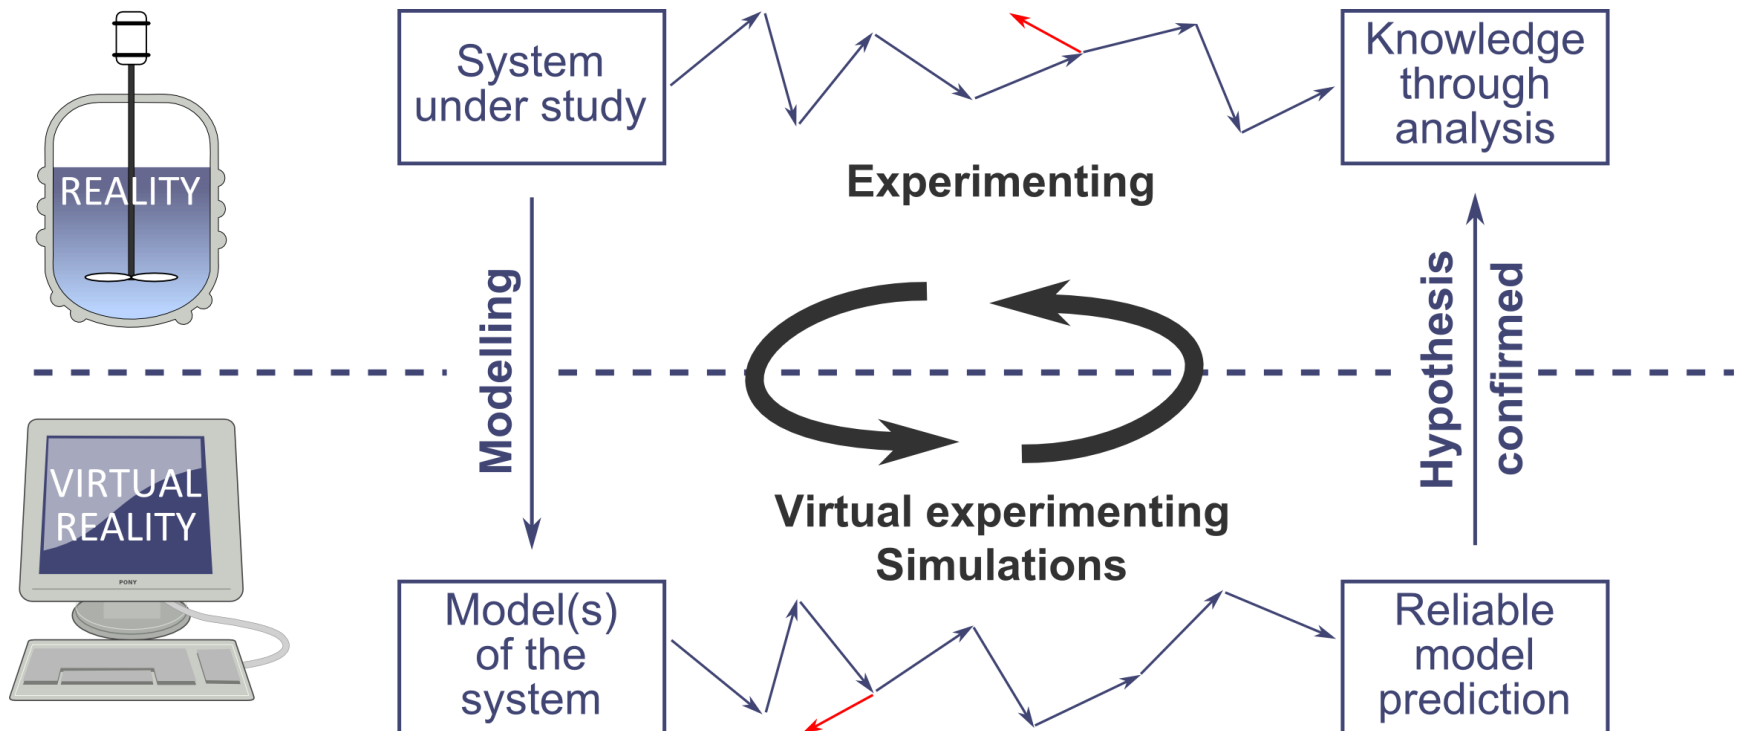 System
under study
Knowledge
through
analysis
REALITY
Experimenting
Modelling
Hypothesis
confirmed
VIRTUAL
REALITY
PONY
Virtual experimenting
Simulations
Model(s)
of the
system
Reliable
model
prediction